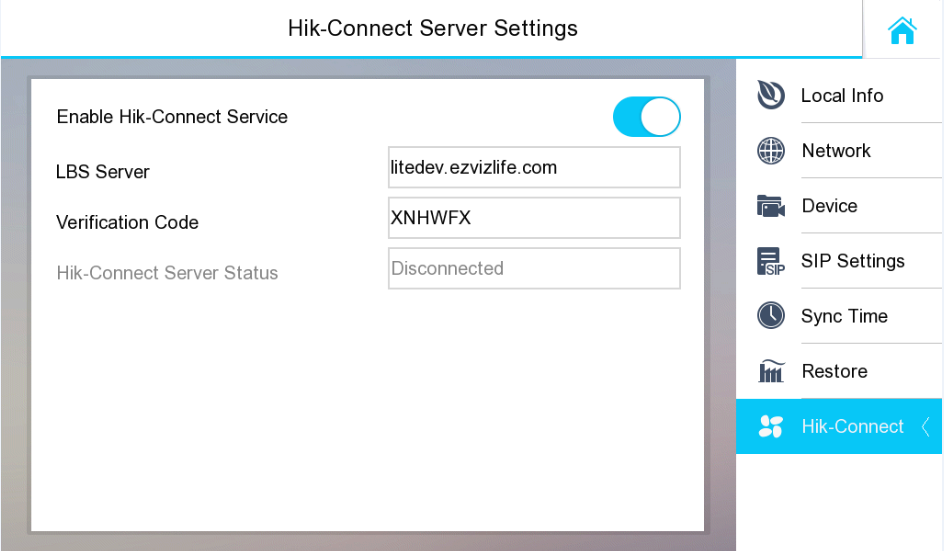 Hik-Connect Server Settings
Enable Hik-Connect Service
LBS Server
litedev.ezvizlife.com
Verification Code
XNHWFX
Hik-Connect Server Status
Disconnected
Local Info
Network
Device
SIP
SIP Settings
Sync Time
Restore
Hik-Connect